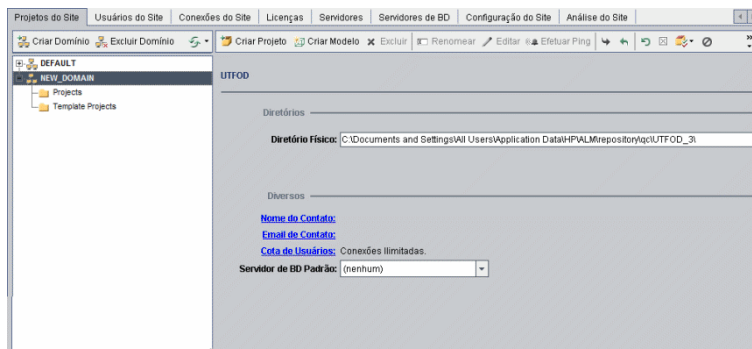 Projetos do Site Usuários do Site Conexões do Site Licenças Servidores Servidores de BD Configuração do Site Análise do Site
Criar Domínio Excluir Domínio Criar Projeto Criar Modelo Excluir Renomear Editar Efetuar Ping
DEFAULT
NEW_DOMAIN
Projects
Template Projects
UTFOD
Diretórios
Diretório Físico: C:\Documents and Settings\All Users\Application Data\HP\ALM\repository\qc\UTFOD_3\
Diversos
Nome do Contato:
Email de Contato:
Cota de Usuários: Conexões Ilimitadas.
Servidor de BD Padrão: (nenhum)